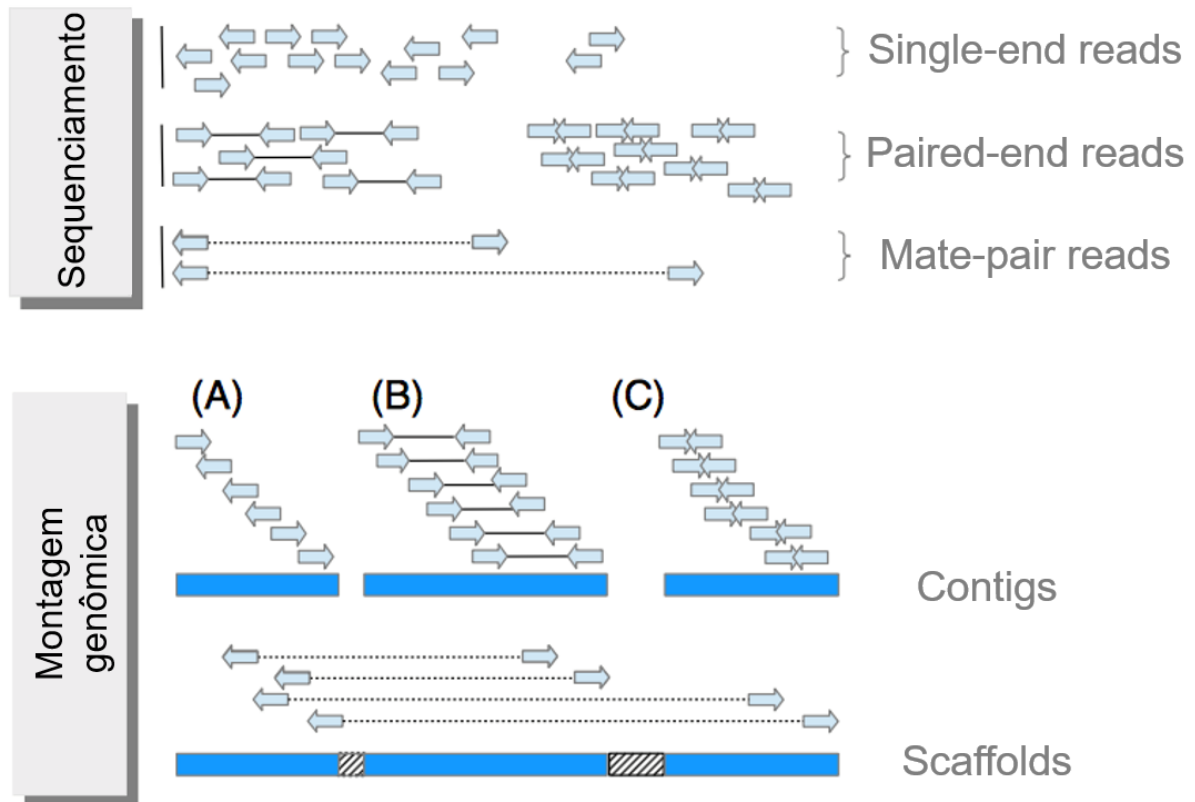 Sequenciamento
Single-end reads
Paired-end reads
Mate-pair reads
Montagem
genômica
(A)
(B)
(C)
Contigs
Scaffolds